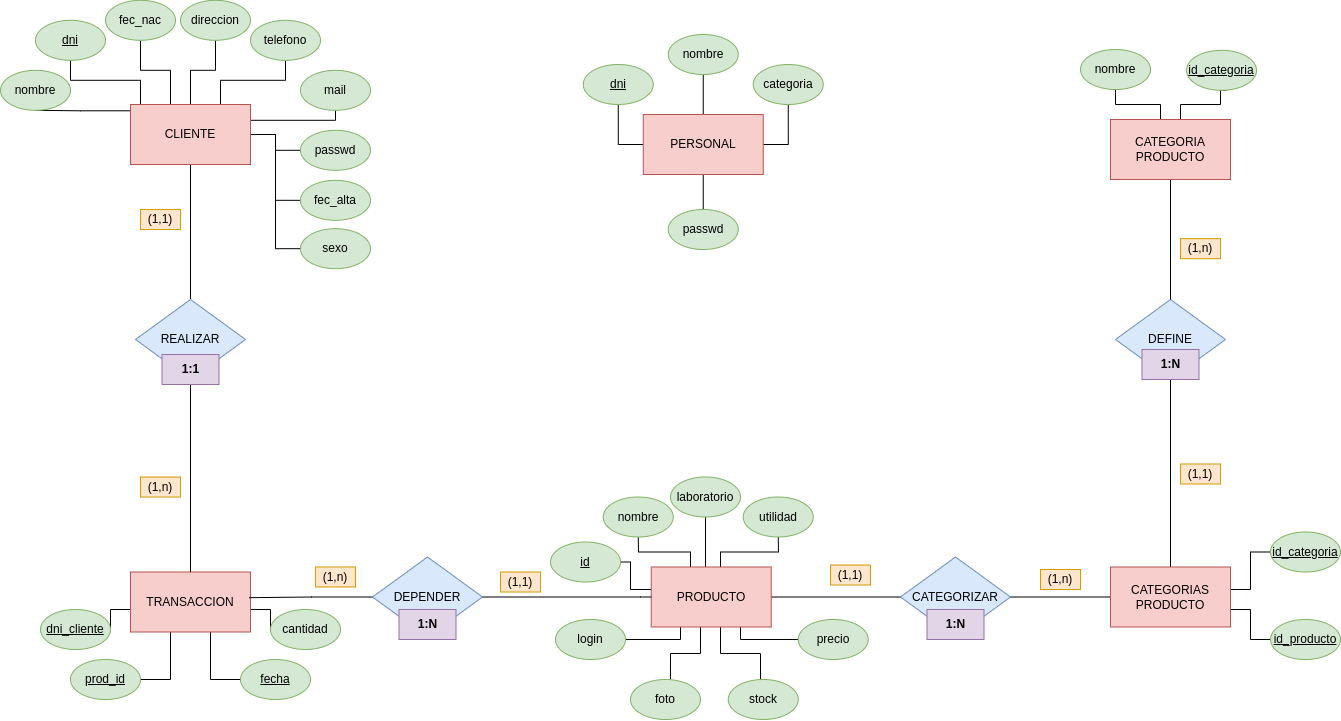 fec_nac
direccion
dni
telefono
nombre
mail
CLIENTE
passwd
fec_alta
sexo
(1,1)
REALIZAR
1:1
(1,n)
TRANSACCION
dni_cliente
cantidad
prod_id
fecha
(1,n)
DEPENDER
1:N
(1,1)
nombre
dni
categoria
PERSONAL
passwd
laboratorio
nombre
utilidad
id
PRODUCTO
login
precio
foto
stock
(1,1)
CATEGORIZAR
1:N
(1,n)
nombre
id_categoria
CATEGORIA
PRODUCTO
(1,n)
DEFINE
1:N
(1,1)
CATEGORIAS
PRODUCTO
id_categoria
id_producto